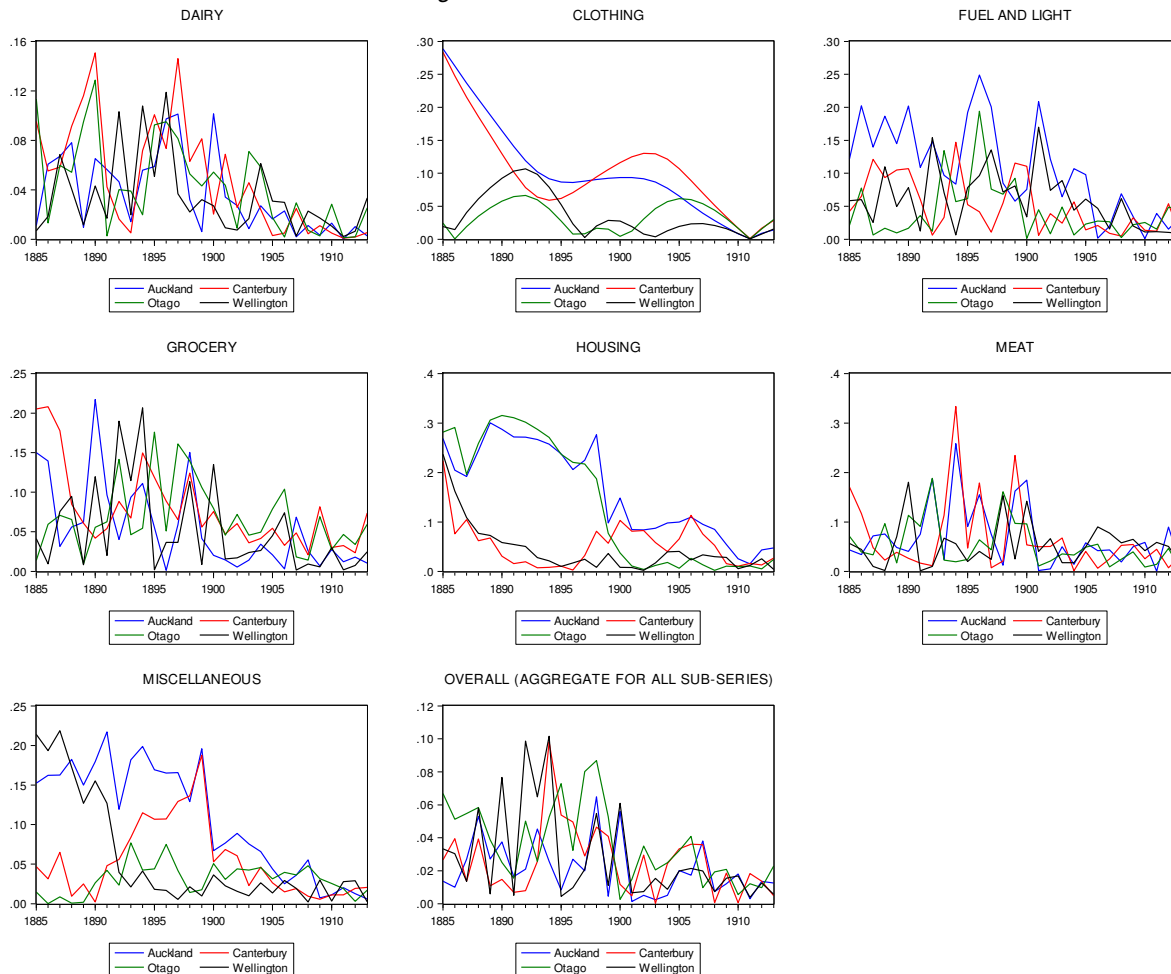 DAIRY
.16
.12
.08
.04
.00
1885 1890 1895 1900 1905 1910
Auckland Canterbury
Otago Wellington
CLOTHING
.30
.25
.20
.15
.10
.05
.00
1885 1890 1895 1900 1905 1910
Auckland Canterbury
Otago Wellington
FUEL AND LIGHT
.30
.25
.20
.15
.10
.05
.00
1885 1890 1895 1900 1905 1910
Auckland Canterbury
Otago Wellington
GROCERY
.25
.20
.15
.10
.05
.00
1885 1890 1895 1900 1905 1910
Auckland Canterbury
Otago Wellington
HOUSING
.4
.3
.2
.1
.0
1885 1890 1895 1900 1905 1910
Auckland Canterbury
Otago Wellington
MEAT
.4
.3
.2
.1
.0
1885 1890 1895 1900 1905 1910
Auckland Canterbury
Otago Wellington
MISCELLANEOUS
.25
.20
.15
.10
.05
.00
1885 1890 1895 1900 1905 1910
Auckland Canterbury
Otago Wellington
OVERALL (AGGREGATE FOR ALL SUB-SERIES)
.12
.10
.08
.06
.04
.02
.00
1885 1890 1895 1900 1905 1910
Auckland Canterbury
Otago Wellington